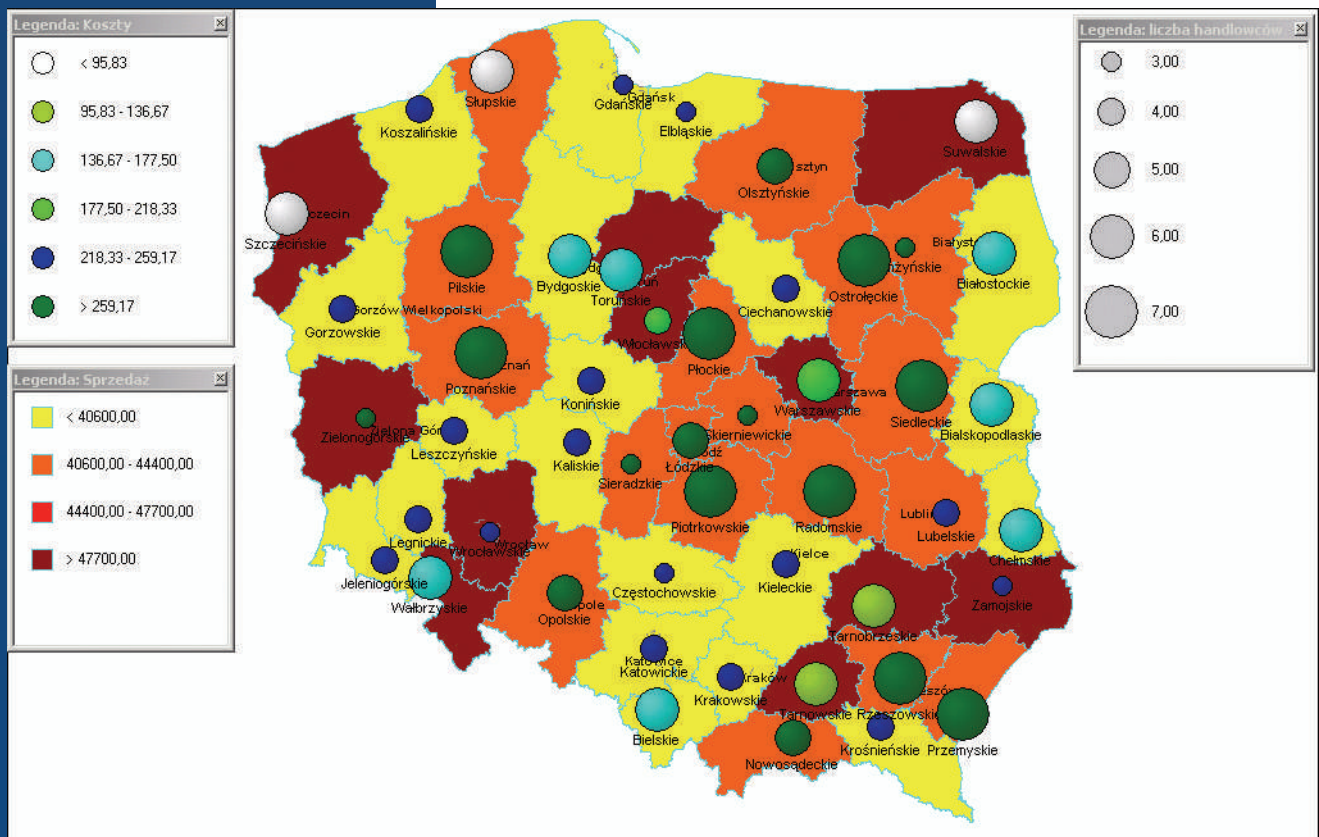 Legenda: Koszty
< 95,83
95,83 - 136,67
136,67 - 177,50
177,50 - 218,33
218,33 - 259,17
> 259,17
Legenda: Sprzedaż
< 40600,00
40600,00 - 44400,00
44400,00 - 47700,00
> 47700,00
Legenda: liczba handlowców
3,00
4,00
5,00
6,00
7,00
Słupskie
Koszalińskie
Gdańsk
Gdańskie
Elbląskie
Suwalskie
Olsztyńskie
Szczecińskie
Pilskie
Bydgoskie
Toruńskie
Ciechanowskie
Ostrołęckie
Białostockie
Gorzów Wielkopolski
Gorzowskie
Włocławskie
Płockie
Poznańskie
Konińskie
Warszawskie
Siedleckie
Bialskopodlaskie
Zielona Góra
Zielonogórskie
Leszczyńskie
Kaliskie
Skierniewickie
Łódzkie
Sieradzkie
Piotrkowskie
Radomskie
Lublin
Lubelskie
Legnickie
Wrocław
Wrocławskie
Chełmskie
Jeleniogórskie
Wałbrzyskie
Opolskie
Częstochowskie
Kielce
Kieleckie
Zamojskie
Tarnobrzeskie
Katowice
Katowickie
Kraków
Krakowskie
Tarnowskie
Rzeszowskie
Bielskie
Nowosądeckie
Krośnieńskie
Przemyskie